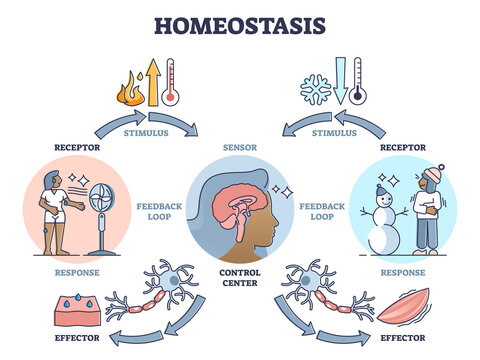 HOMEOSTASIS
STIMULUS
STIMULUS
RECEPTOR
SENSOR
RECEPTOR
FEEDBACK
LOOP
FEEDBACK
LOOP
RESPONSE
CONTROL
CENTER
RESPONSE
EFFECTOR
EFFECTOR